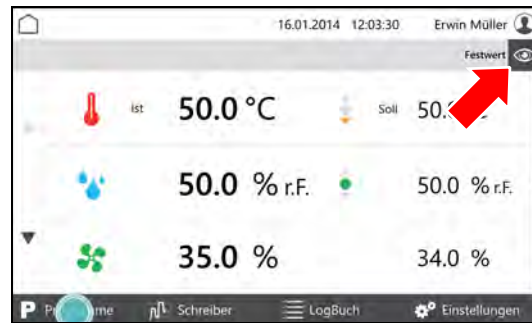 16.01.2014 12:03:30 Erwin Müller
Festwert
ist 50.0 °C Soll
50.0 % r.F. 50.0 % r.F.
35.0 % 34.0 %
P Schreiber LogBuch Einstellungen